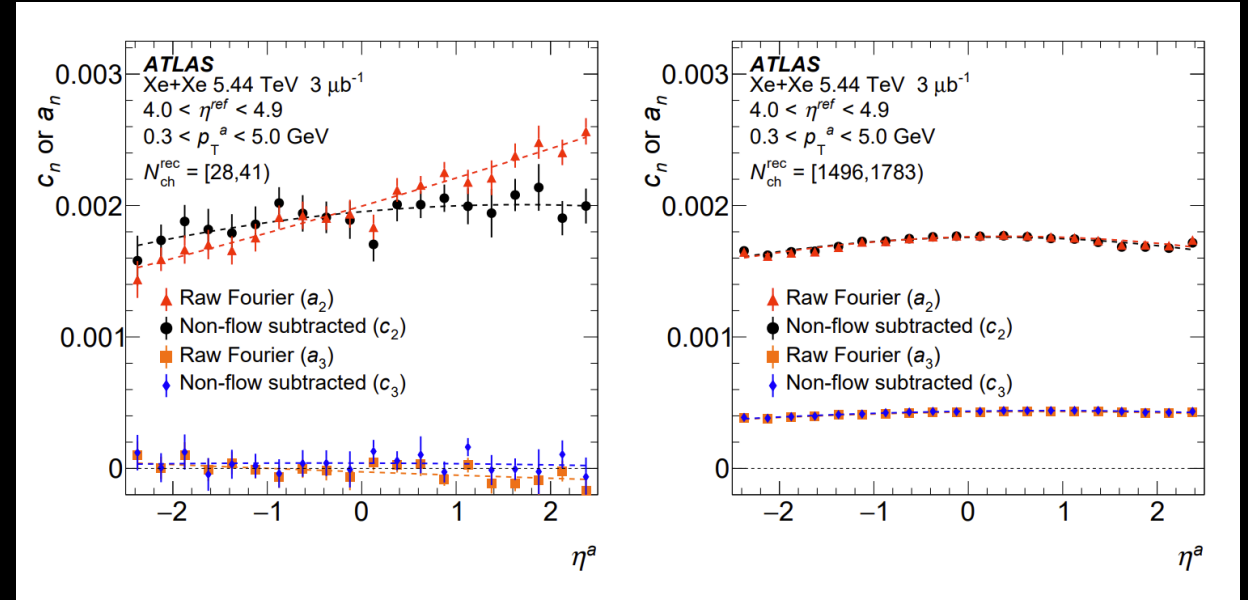 ATLAS
Xe+Xe 5.44 TeV 3 μb⁻¹
4.0 < η^ref < 4.9
0.3 < p_T^a < 5.0 GeV
N_ch^rec = [28,41)
c_n or a_n
0.003
0.002
0.001
0
Raw Fourier (a₂)
Non-flow subtracted (c₂)
Raw Fourier (a₃)
Non-flow subtracted (c₃)
−2 −1 0 1 2
η^a
ATLAS
Xe+Xe 5.44 TeV 3 μb⁻¹
4.0 < η^ref < 4.9
0.3 < p_T^a < 5.0 GeV
N_ch^rec = [1496,1783)
c_n or a_n
0.003
0.002
0.001
0
Raw Fourier (a₂)
Non-flow subtracted (c₂)
Raw Fourier (a₃)
Non-flow subtracted (c₃)
−2 −1 0 1 2
η^a